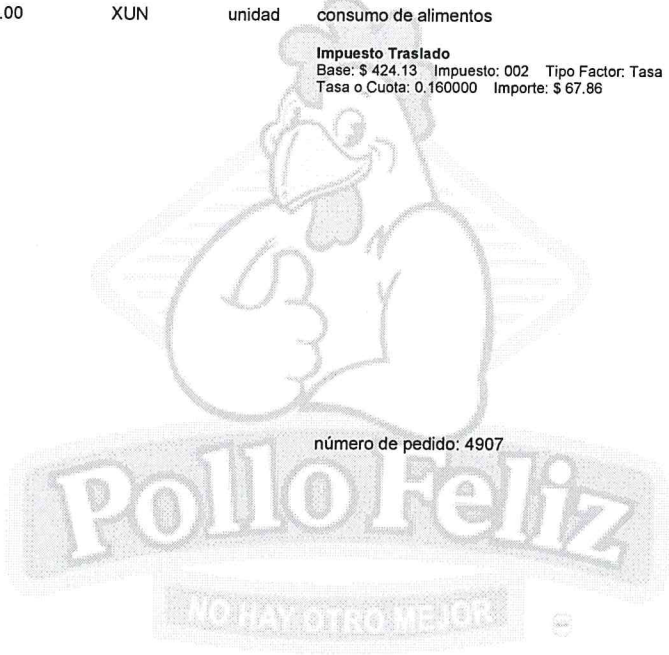 .00 XUN unidad consumo de alimentos
Impuesto Traslado
Base: $ 424.13 Impuesto: 002 Tipo Factor: Tasa
Tasa o Cuota: 0.160000 Importe: $ 67.86
número de pedido: 4907
Pollo Feliz
NO HAY OTRO MEJOR